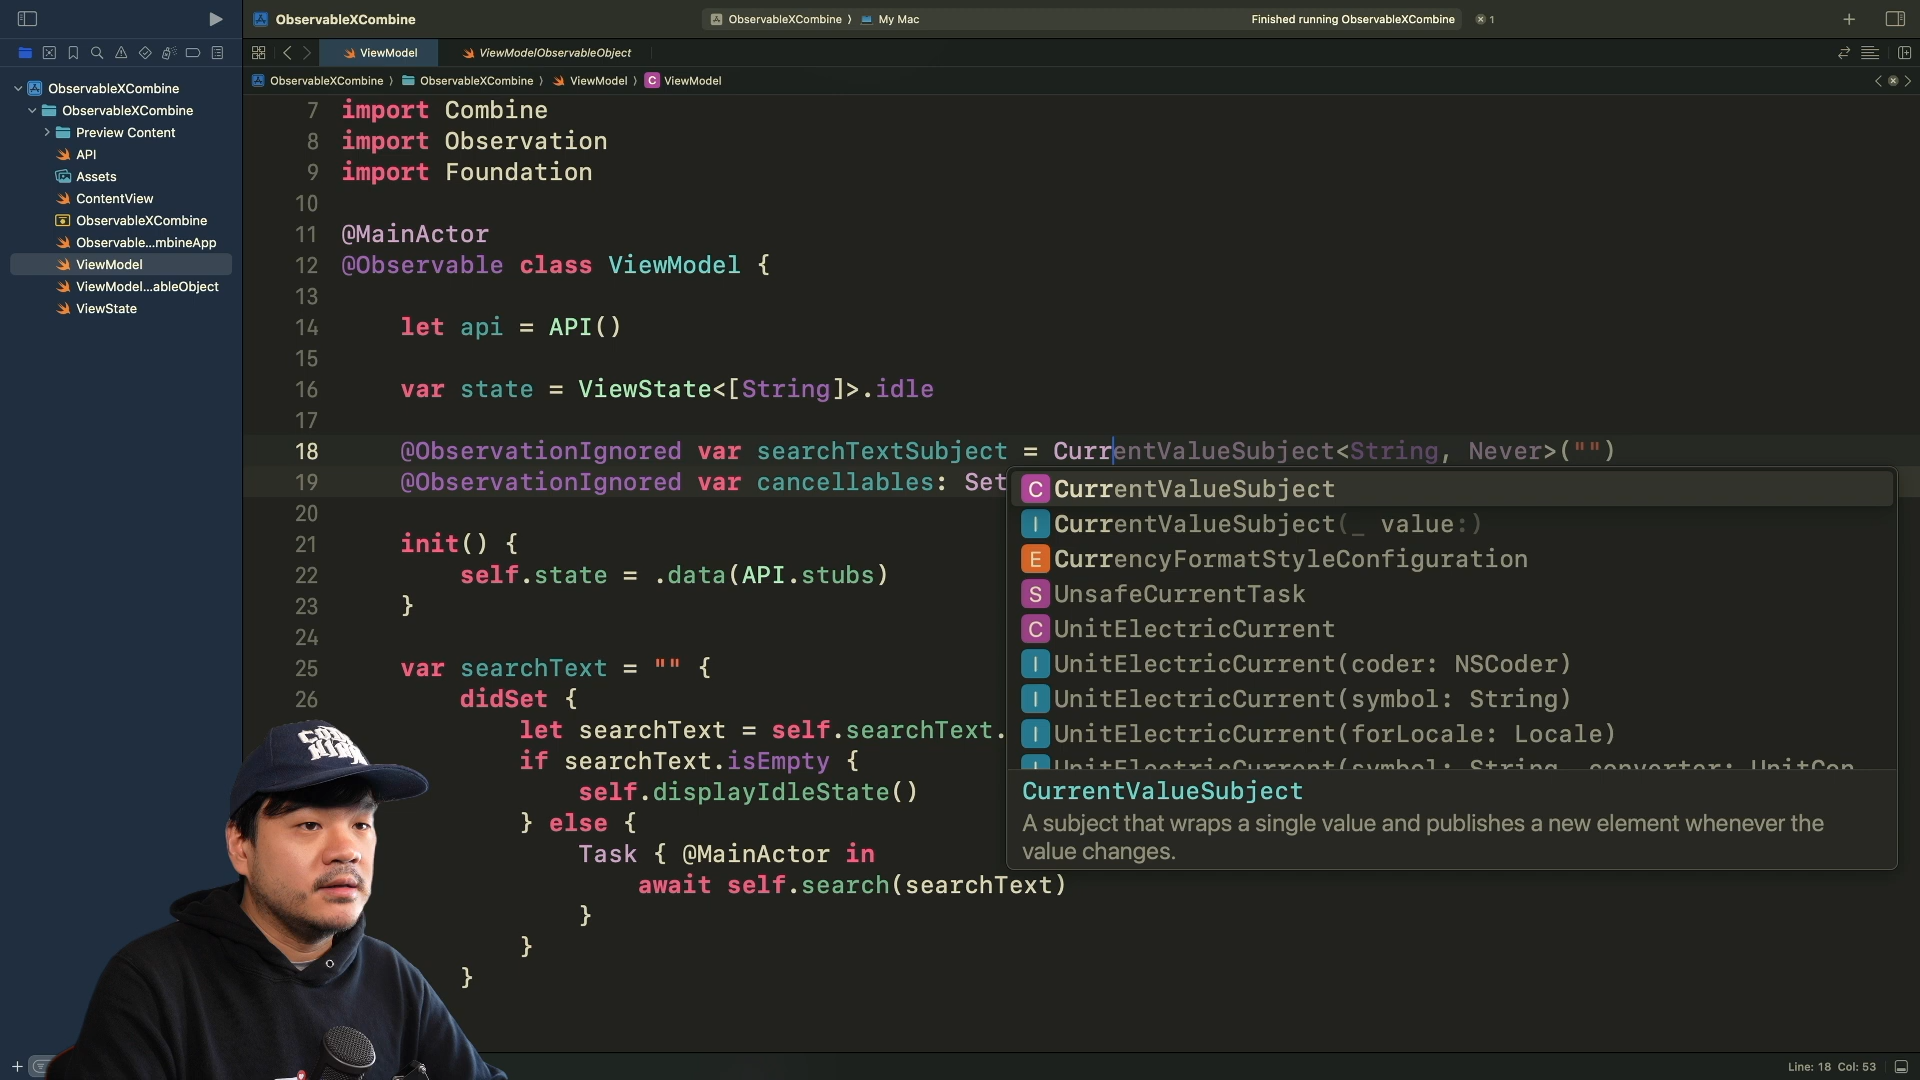 ObservableXCombine
ObservableXCombine 〉 My Mac
Finished running ObservableXCombine
1
ViewModel
ViewModelObservableObject
ObservableXCombine 〉 ObservableXCombine 〉 ViewModel 〉 C ViewModel
ObservableXCombine
ObservableXCombine
Preview Content
API
Assets
ContentView
ObservableXCombine
Observable...mbineApp
ViewModel
ViewModel...ableObject
ViewState
7 import Combine
8 import Observation
9 import Foundation
10
11 @MainActor
12 @Observable class ViewModel {
13
14 let api = API()
15
16 var state = ViewState<[String]>.idle
17
18 @ObservationIgnored var searchTextSubject = CurrentValueSubject<String, Never>("")
19 @ObservationIgnored var cancellables: Set
20
21 init() {
22 self.state = .data(API.stubs)
23 }
24
25 var searchText = "" {
26 didSet {
let searchText = self.searchText.
if searchText.isEmpty {
self.displayIdleState()
} else {
Task { @MainActor in
await self.search(searchText)
}
}
}
C CurrentValueSubject
I CurrentValueSubject(_ value:)
E CurrencyFormatStyleConfiguration
S UnsafeCurrentTask
C UnitElectricCurrent
I UnitElectricCurrent(coder: NSCoder)
I UnitElectricCurrent(symbol: String)
I UnitElectricCurrent(forLocale: Locale)
I UnitElectricCurrent(symbol: String, converter: UnitCon
CurrentValueSubject
A subject that wraps a single value and publishes a new element whenever the
value changes.
Line: 18 Col: 53